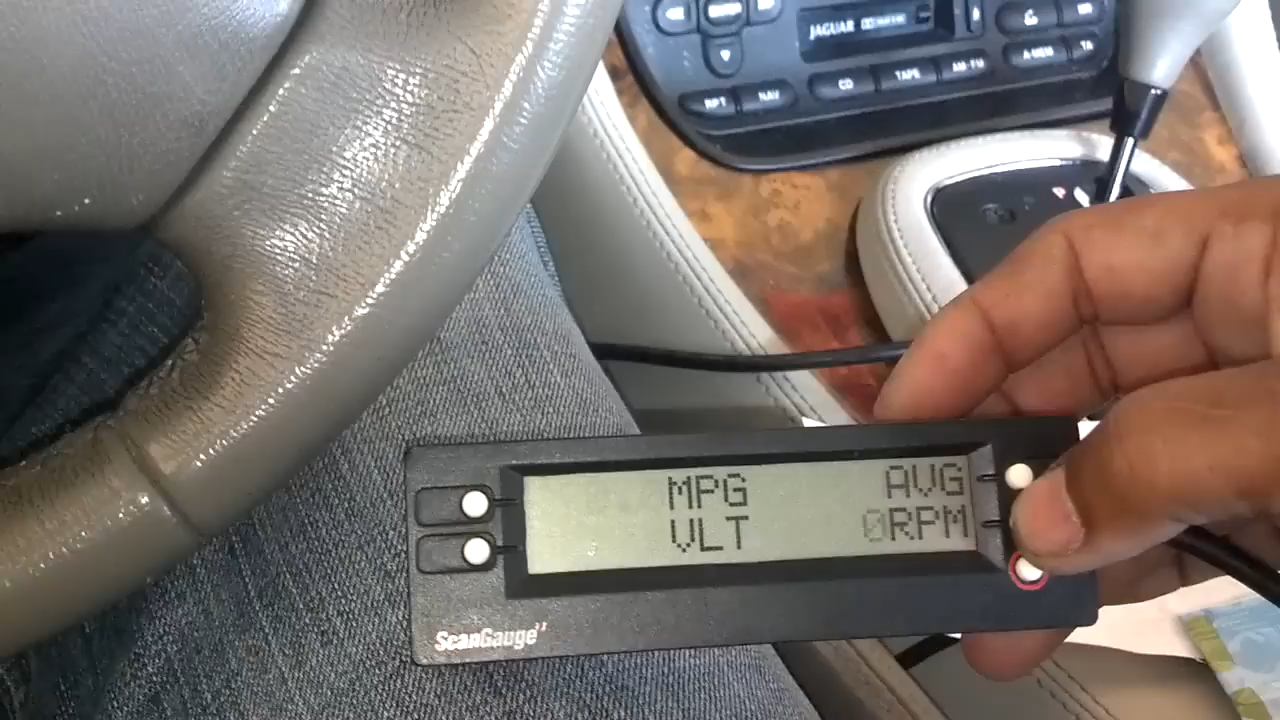 JAGUAR
RPT NAV CD TAPE AM-FM A-MEM TA
P
MPG AVG
VLT 0RPM
ScanGauge